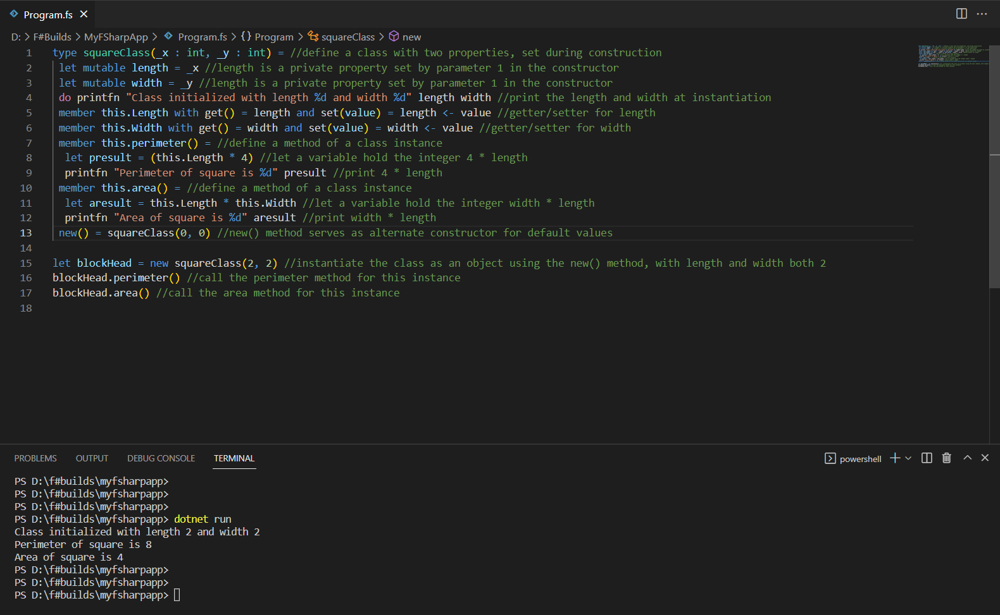 Program.fs
D: > F#Builds > MyFSharpApp > Program.fs > {} Program > squareClass > new
1 type squareClass(_x : int, _y : int) = //define a class with two properties, set during construction
2 let mutable length = _x //length is a private property set by parameter 1 in the constructor
3 let mutable width = _y //length is a private property set by parameter 1 in the constructor
4 do printfn "Class initialized with length %d and width %d" length width //print the length and width at instantiation
5 member this.Length with get() = length and set(value) = length <- value //getter/setter for length
6 member this.Width with get() = width and set(value) = width <- value //getter/setter for width
7 member this.perimeter() = //define a method of a class instance
8 let presult = (this.Length * 4) //let a variable hold the integer 4 * length
9 printfn "Perimeter of square is %d" presult //print 4 * length
10 member this.area() = //define a method of a class instance
11 let aresult = this.Length * this.Width //let a variable hold the integer width * length
12 printfn "Area of square is %d" aresult //print width * length
13 new() = squareClass(0, 0) //new() method serves as alternate constructor for default values
14
15 let blockHead = new squareClass(2, 2) //instantiate the class as an object using the new() method, with length and width both 2
16 blockHead.perimeter() //call the perimeter method for this instance
17 blockHead.area() //call the area method for this instance
18
PROBLEMS OUTPUT DEBUG CONSOLE TERMINAL powershell
PS D:\f#builds\myfsharpapp>
PS D:\f#builds\myfsharpapp>
PS D:\f#builds\myfsharpapp>
PS D:\f#builds\myfsharpapp> dotnet run
Class initialized with length 2 and width 2
Perimeter of square is 8
Area of square is 4
PS D:\f#builds\myfsharpapp>
PS D:\f#builds\myfsharpapp>
PS D:\f#builds\myfsharpapp>